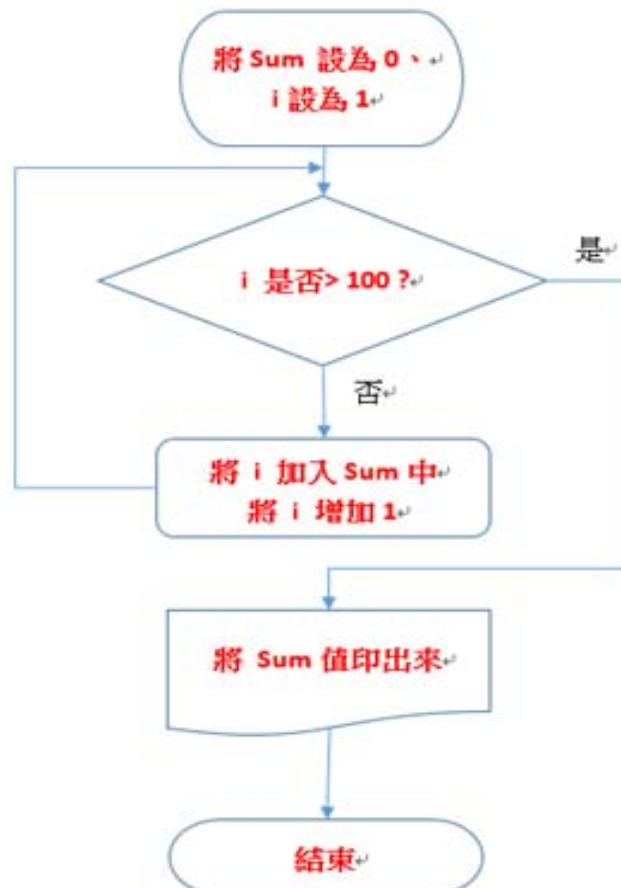 將 Sum 設為 0、
i 設為 1
i 是否> 100 ?
是
否
將 i 加入 Sum 中
將 i 增加 1
將 Sum 值印出來
結束